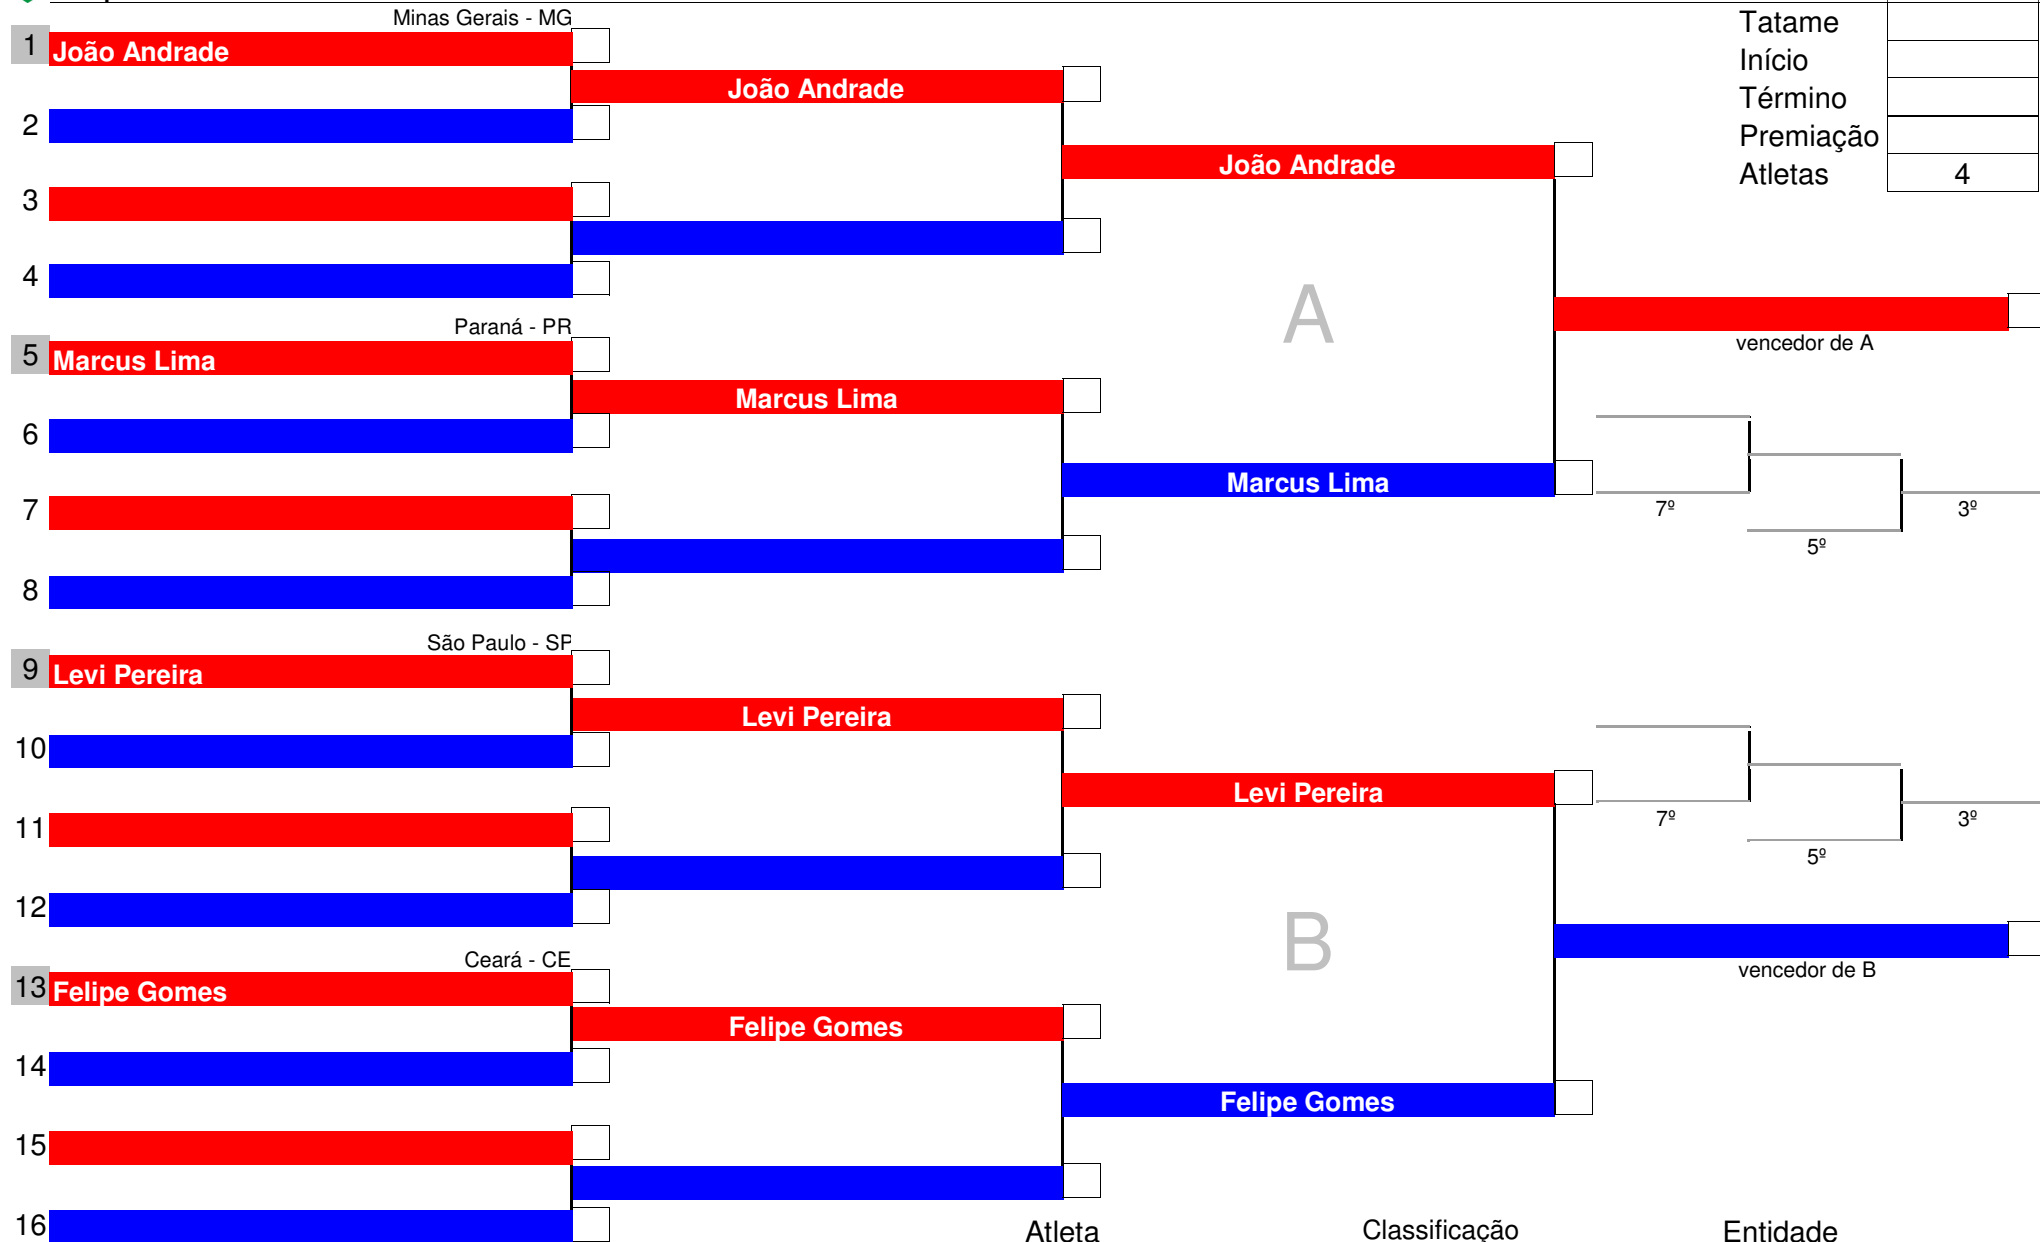 Minas Gerais - MG
1 João Andrade
João Andrade
2
João Andrade
3
4
Tatame
Início
Término
Premiação
Atletas 4
A
vencedor de A
Paraná - PR
5 Marcus Lima
Marcus Lima
6
Marcus Lima
7
8
7º
5º
3º
São Paulo - SP
9 Levi Pereira
Levi Pereira
10
Levi Pereira
11
12
7º
5º
3º
B
vencedor de B
Ceará - CE
13 Felipe Gomes
Felipe Gomes
14
Felipe Gomes
15
16
Atleta Classificação Entidade